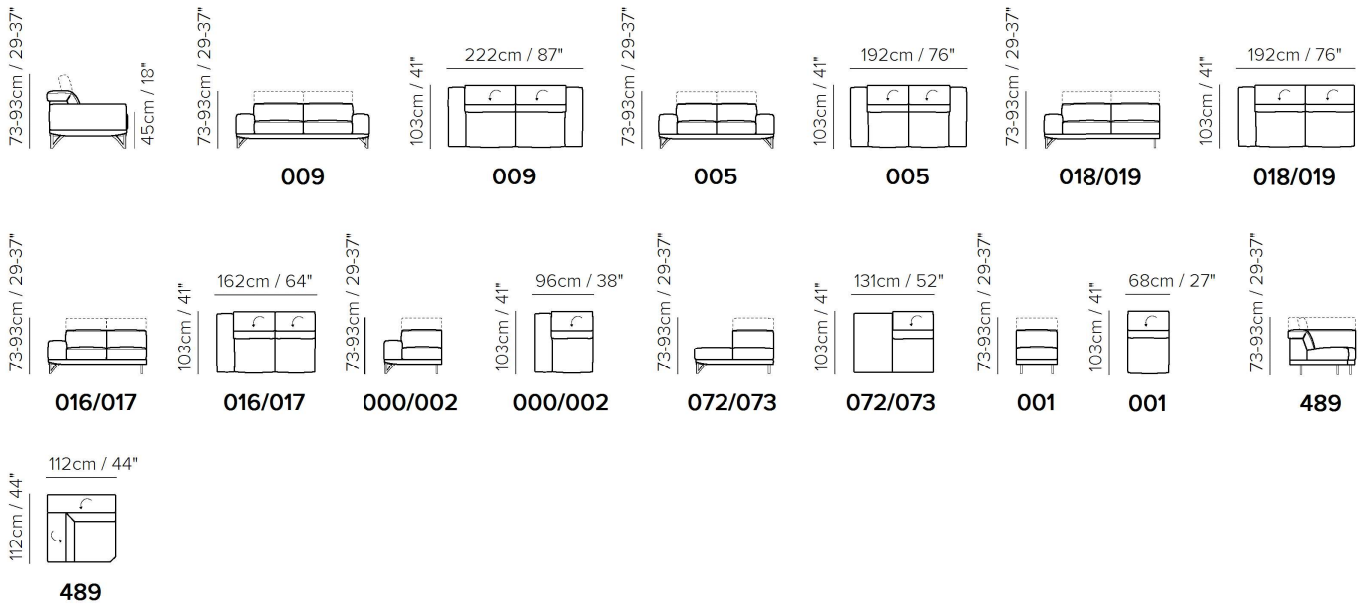 73-93cm / 29-37"
45cm / 18"
73-93cm / 29-37"
009
222cm / 87"
103cm / 41"
009
73-93cm / 29-37"
005
192cm / 76"
103cm / 41"
005
73-93cm / 29-37"
018/019
192cm / 76"
103cm / 41"
018/019
73-93cm / 29-37"
016/017
162cm / 64"
103cm / 41"
016/017
73-93cm / 29-37"
000/002
96cm / 38"
103cm / 41"
000/002
73-93cm / 29-37"
072/073
131cm / 52"
103cm / 41"
072/073
73-93cm / 29-37"
001
68cm / 27"
103cm / 41"
001
73-93cm / 29-37"
489
112cm / 44"
112cm / 44"
489